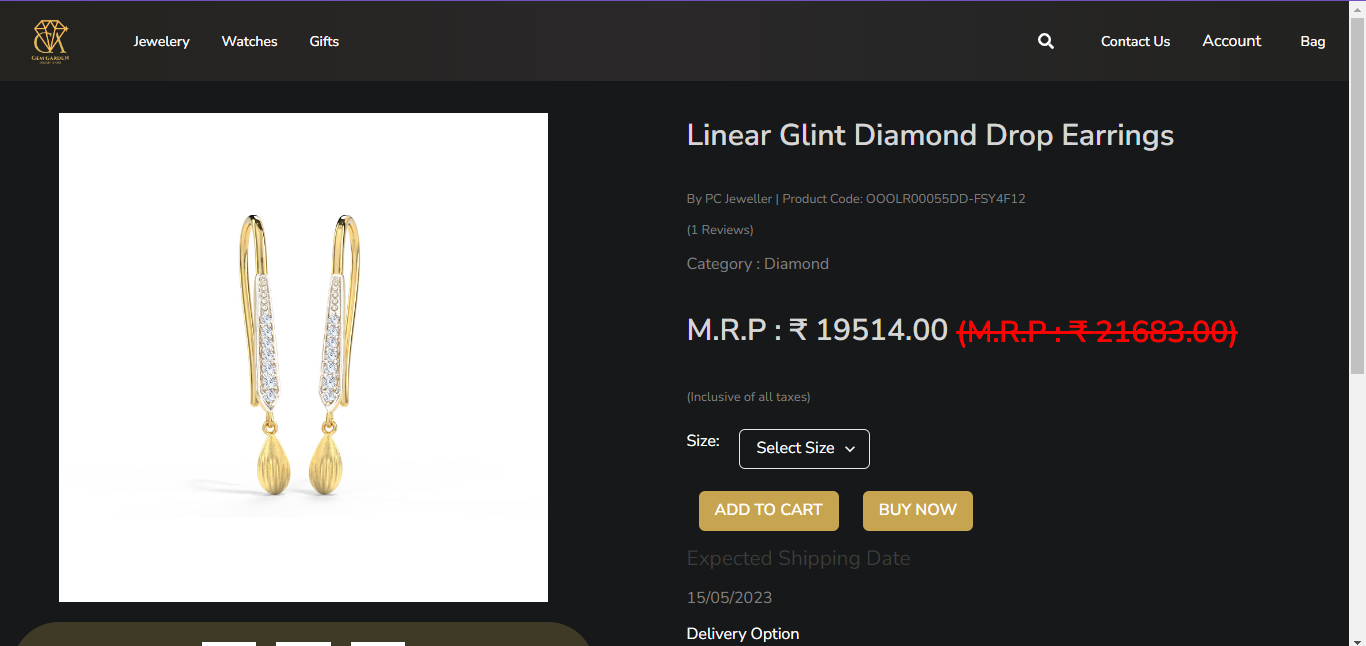 GEM GARDEN
Jewelery Watches Gifts Contact Us Account Bag
Linear Glint Diamond Drop Earrings
By PC Jeweller | Product Code: OOOLR00055DD-FSY4F12
(1 Reviews)
Category : Diamond
M.R.P : ₹ 19514.00 (M.R.P : ₹ 21683.00)
(Inclusive of all taxes)
Size: Select Size
ADD TO CART BUY NOW
Expected Shipping Date
15/05/2023
Delivery Option